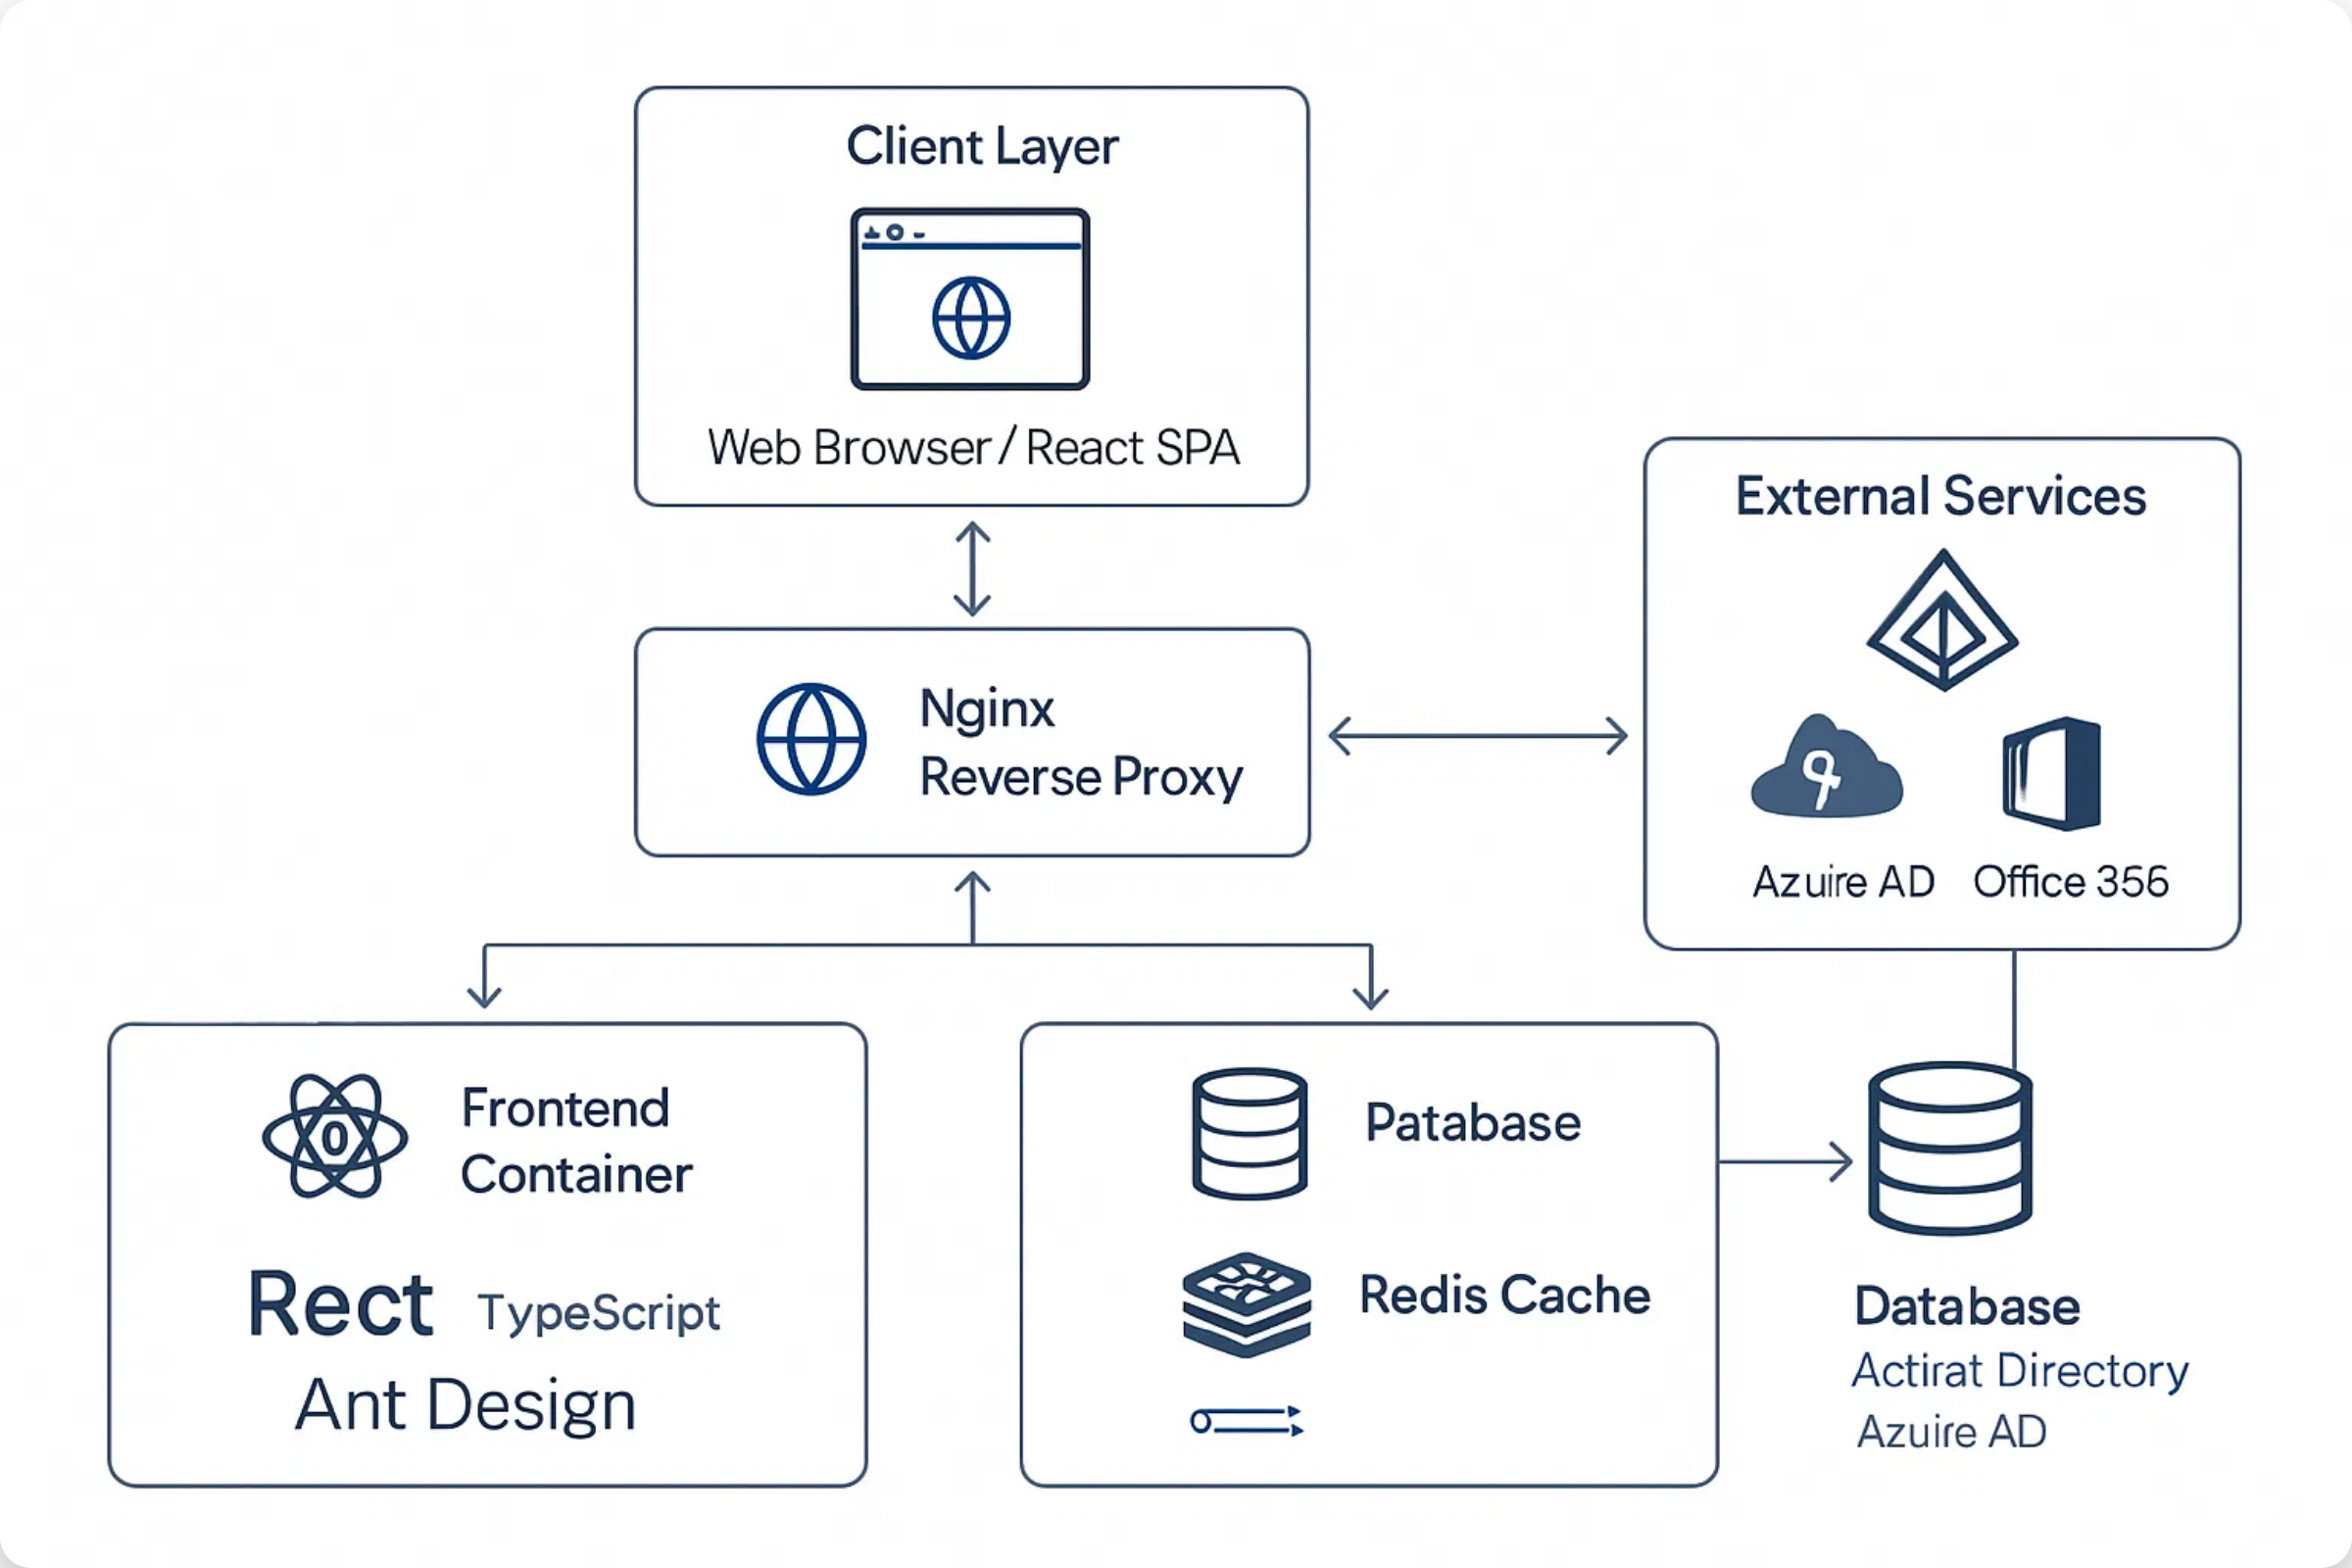 Client Layer
Web Browser / React SPA
External Services
Nginx
Reverse Proxy
Azuire AD
Office 356
Frontend
Container
Rect
TypeScript
Ant Design
Patabase
Redis Cache
Database
Actirat Directory
Azuire AD